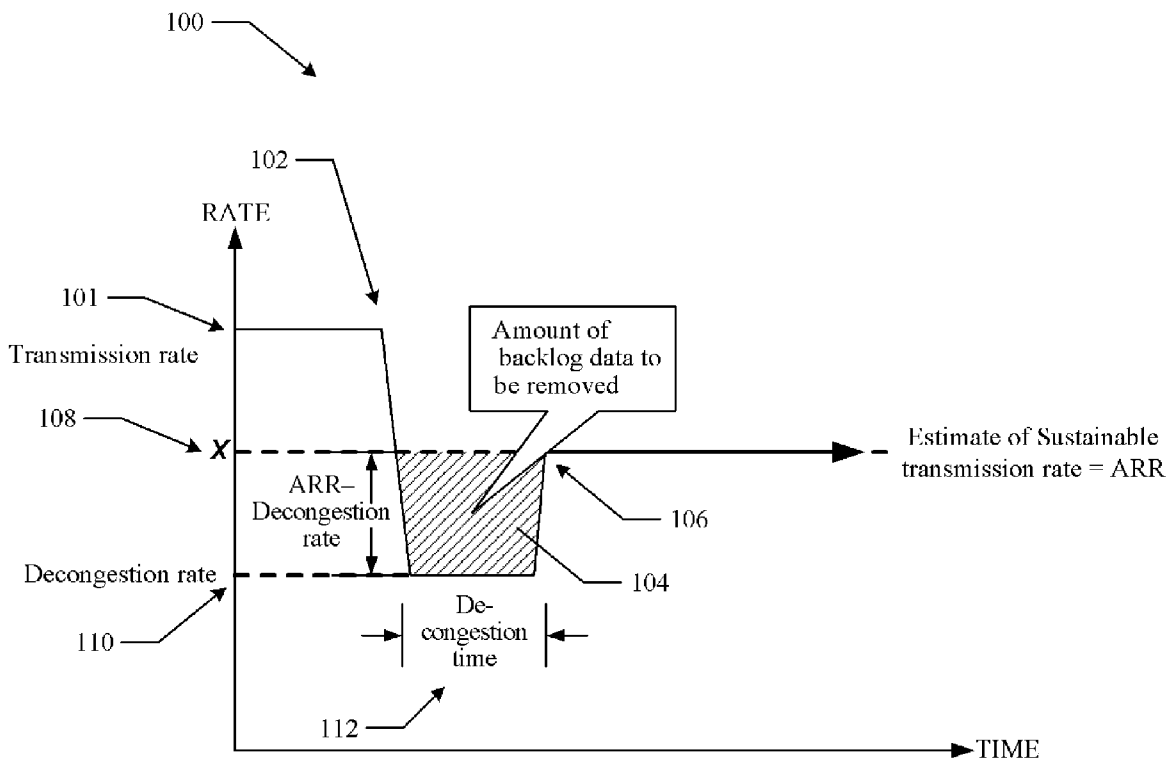 100
102
RATE
101
Transmission rate
Amount of
backlog data to
be removed
108
X
Estimate of Sustainable
transmission rate = ARR
ARR–
Decongestion
rate
106
Decongestion rate
104
110
De-
congestion
time
112
TIME